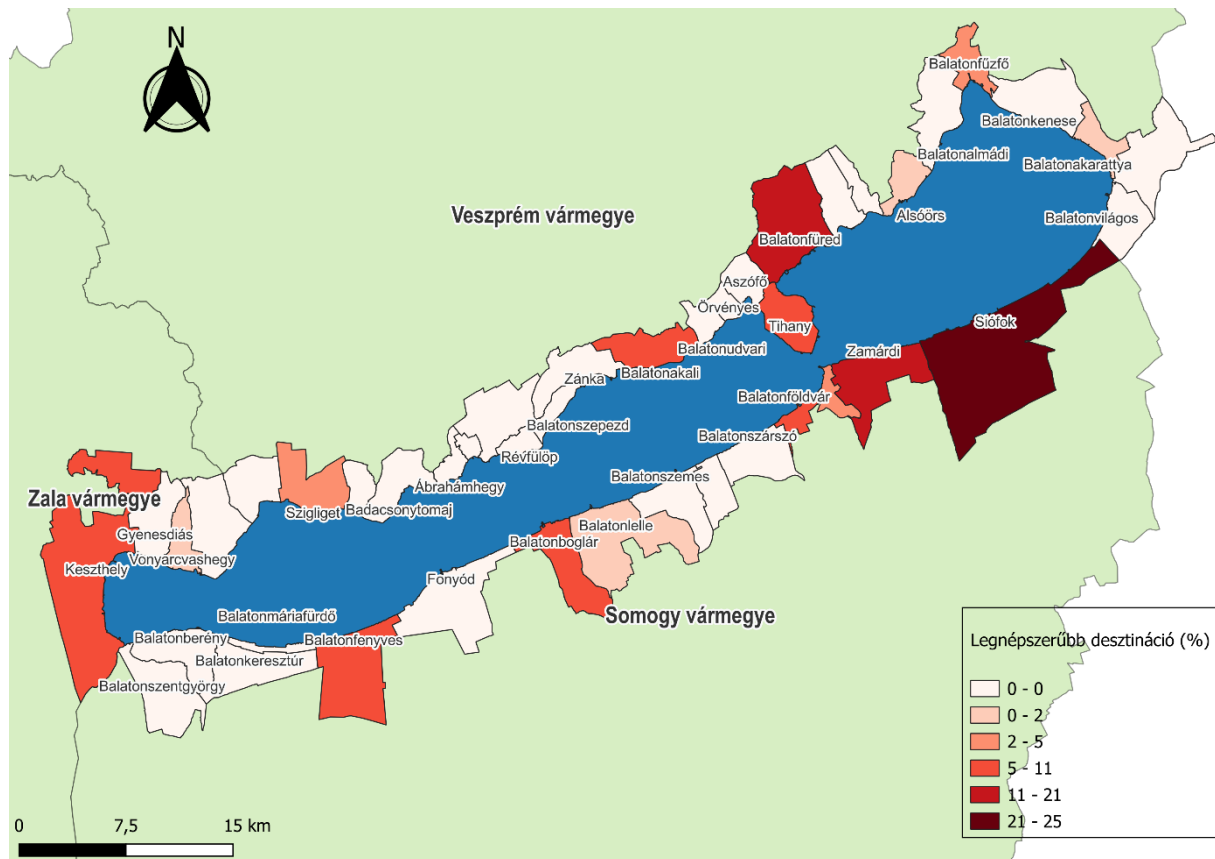 N
Balatonfűzfő
Balatonkenese
Balatonalmádi
Balatonakarattya
Veszprém vármegye
Alsóörs
Balatonvilágos
Balatonfüred
Aszófő
Örvényes
Tihany
Siófok
Balatonudvari
Zamárdi
Balatonakali
Zánka
Balatonföldvár
Balatonszepezd
Balatonszárszó
Révfülöp
Balatonszemes
Ábrahámhegy
Zala vármegye
Szigliget
Badacsonytomaj
Balatonlelle
Gyenesdiás
Balatonboglár
Vonyarcvashegy
Keszthely
Fonyód
Somogy vármegye
Balatonmáriafürdő
Balatonberény
Balatonfenyves
Balatonkeresztúr
Balatonszentgyörgy
Legnépszerűbb desztináció (%)
0 - 0
0 - 2
2 - 5
5 - 11
11 - 21
21 - 25
0 7,5 15 km